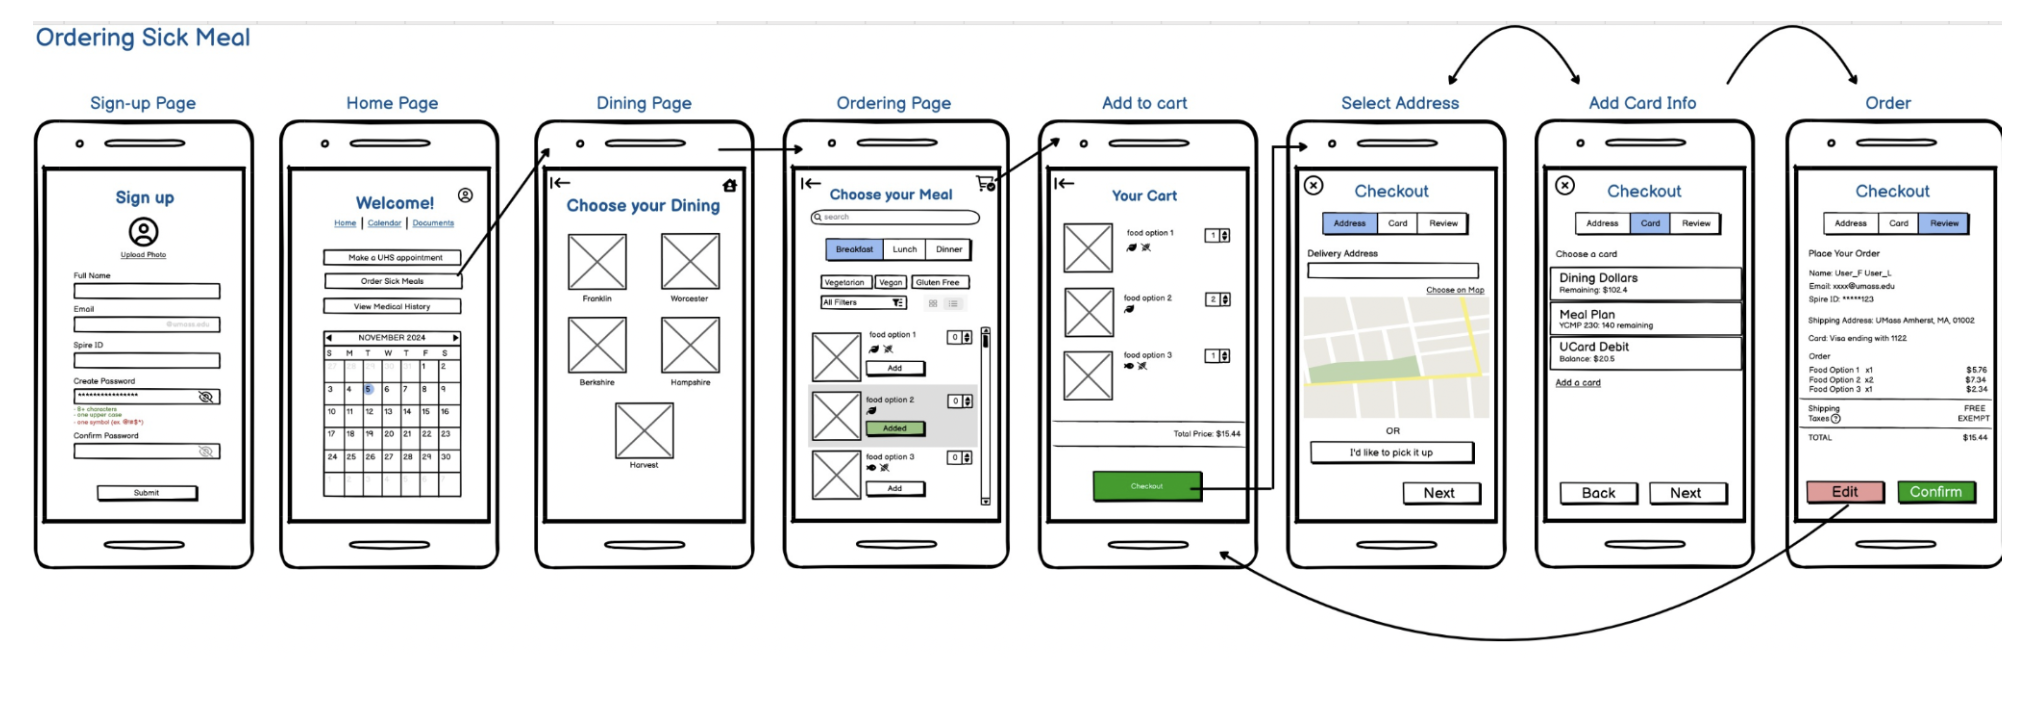 Ordering Sick Meal
Sign-up Page
Sign up
Upload Photo
Full Name
Email
@umass.edu
Spire ID
Create Password
****************
- 8+ characters
- one upper case
- one symbol (ex. @!#$*)
Confirm Password
Submit
Home Page
Welcome!
Home | Calendar | Documents
Make a UHS appointment
Order Sick Meals
View Medical History
NOVEMBER 2024
S M T W T F S
27 28 29 30 31 1 2
3 4 5 6 7 8 9
10 11 12 13 14 15 16
17 18 19 20 21 22 23
24 25 26 27 28 29 30
1 2 3 4 5 6 7
Dining Page
Choose your Dining
Franklin Worcester
Berkshire Hampshire
Harvest
Ordering Page
Choose your Meal
search
Breakfast Lunch Dinner
Vegetarian Vegan Gluten Free
All Filters
food option 1 0
Add
food option 2 0
Added
food option 3 0
Add
Add to cart
Your Cart
food option 1 1
food option 2 2
food option 3 1
Total Price: $15.44
Checkout
Select Address
Checkout
Address Card Review
Delivery Address
Choose on Map
OR
I'd like to pick it up
Next
Add Card Info
Checkout
Address Card Review
Choose a card
Dining Dollars
Remaining: $102.4
Meal Plan
YCMP 230: 140 remaining
UCard Debit
Balance: $20.5
Add a card
Back Next
Order
Checkout
Address Card Review
Place Your Order
Name: User_F User_L
Email: xxxx@umass.edu
Spire ID: *****123
Shipping Address: UMass Amherst, MA, 01002
Card: Visa ending with 1122
Order
Food Option 1 x1 $5.76
Food Option 2 x2 $7.34
Food Option 3 x1 $2.34
Shipping FREE
Taxes ? EXEMPT
TOTAL $15.44
Edit Confirm